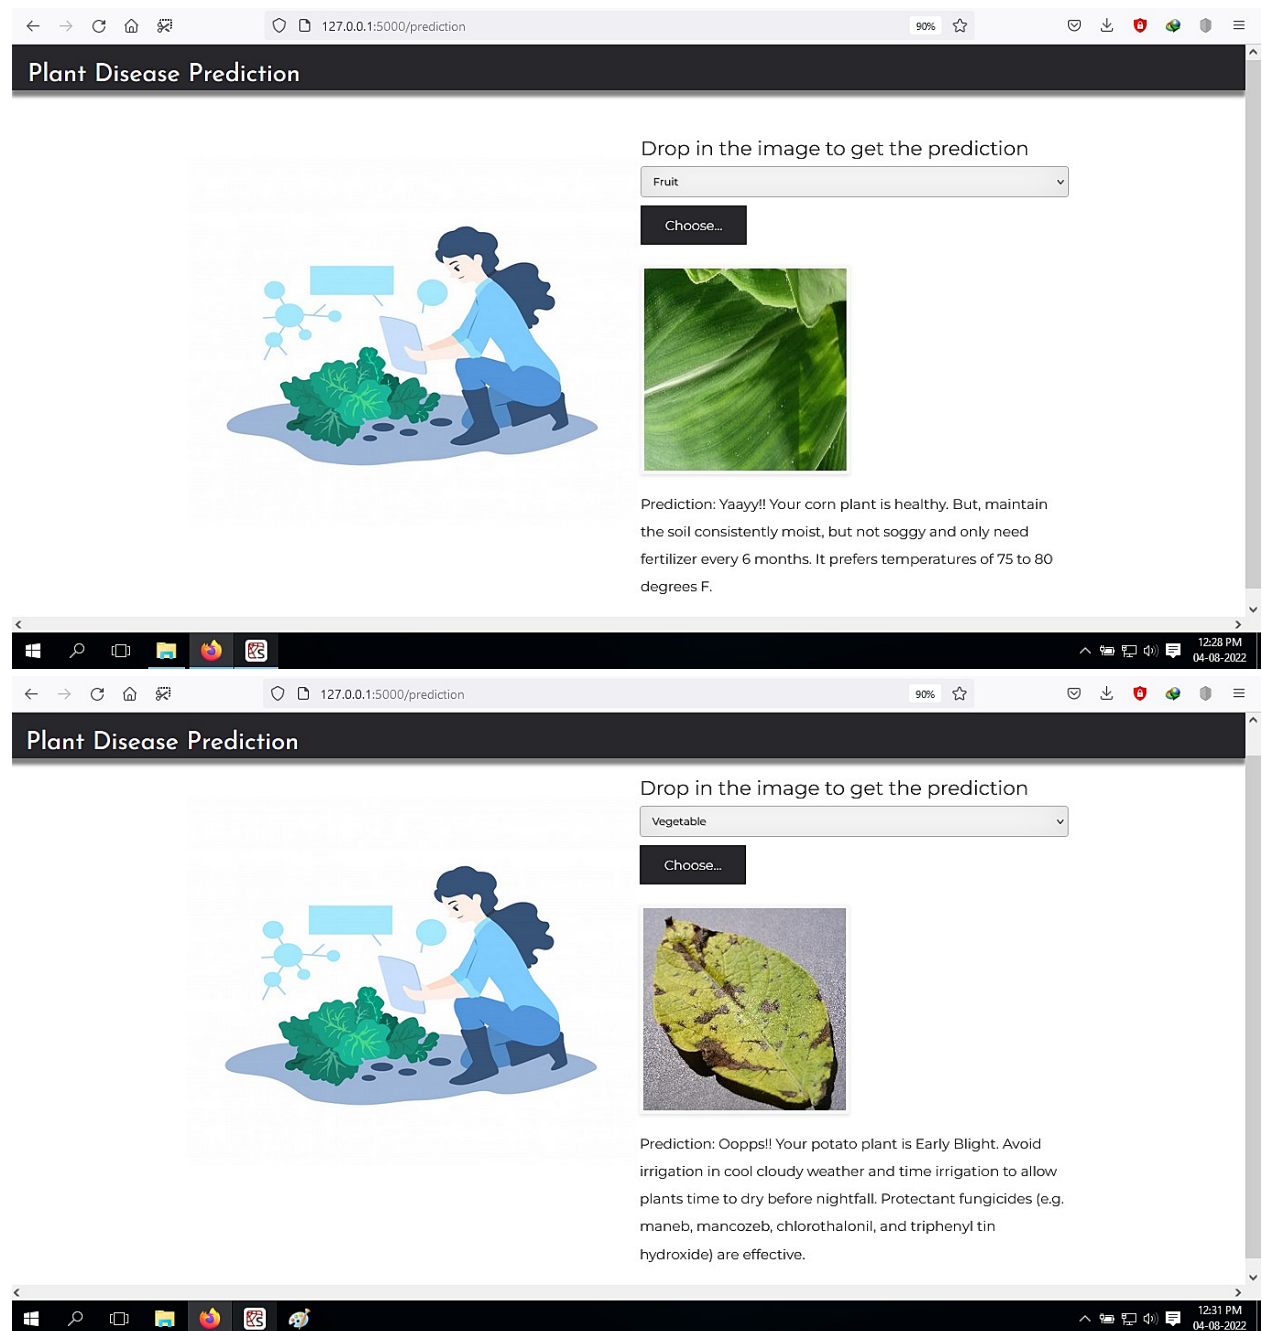 127.0.0.1:5000/prediction 90%
Plant Disease Prediction
Drop in the image to get the prediction
Fruit
Choose...
Prediction: Yaayy!! Your corn plant is healthy. But, maintain
the soil consistently moist, but not soggy and only need
fertilizer every 6 months. It prefers temperatures of 75 to 80
degrees F.
12:28 PM
04-08-2022
127.0.0.1:5000/prediction 90%
Plant Disease Prediction
Drop in the image to get the prediction
Vegetable
Choose...
Prediction: Oopps!! Your potato plant is Early Blight. Avoid
irrigation in cool cloudy weather and time irrigation to allow
plants time to dry before nightfall. Protectant fungicides (e.g.
maneb, mancozeb, chlorothalonil, and triphenyl tin
hydroxide) are effective.
12:31 PM
04-08-2022